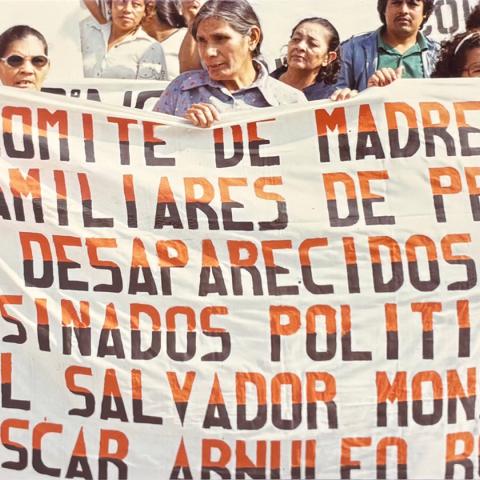 OMITE DE MADRE
AMILIARES DE P
DESAPARECIDOS
SINADOS POLITI
L SALVADOR MON
SCAR ARNULFO R